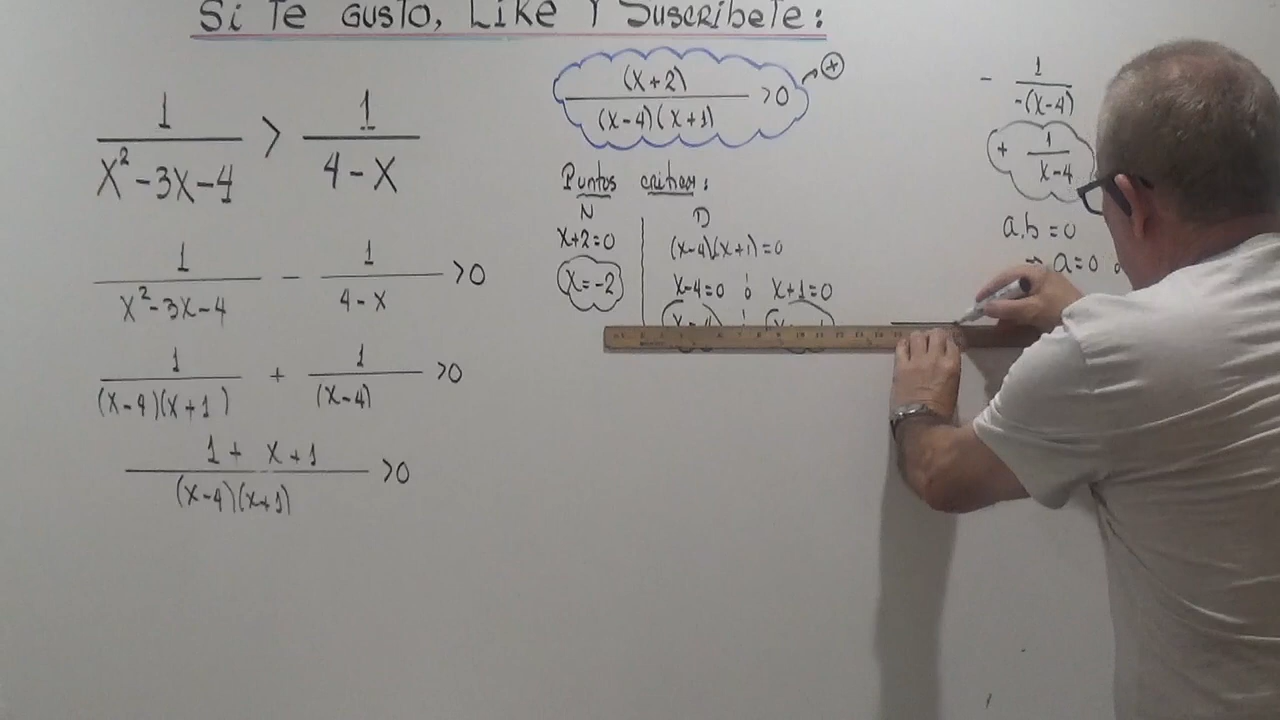 Si Te Gusto, Like Y Suscribete:
1 / (x² - 3x - 4) > 1 / (4 - x)
1 / (x² - 3x - 4) - 1 / (4 - x) > 0
1 / (x-4)(x+1) + 1 / (x-4) > 0
1 + x + 1 / (x-4)(x+1) > 0
(x+2) / (x-4)(x+1) > 0 → +
Puntos criticos:
N
x+2=0
x=-2
D
(x-4)(x+1)=0
x-4=0 ó x+1=0
- 1 / -(x-4)
+ 1 / x-4
a.b = 0
⇒ a=0